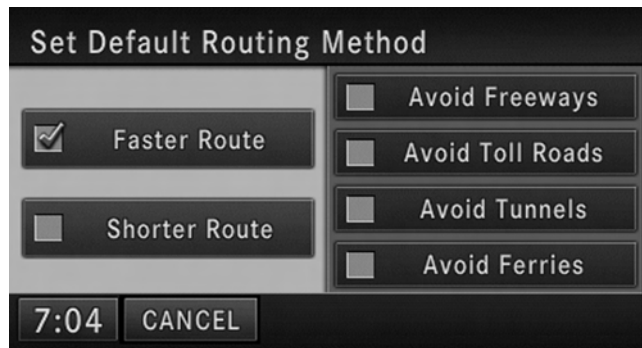 Set Default Routing Method
Faster Route
Shorter Route
Avoid Freeways
Avoid Toll Roads
Avoid Tunnels
Avoid Ferries
7:04 CANCEL